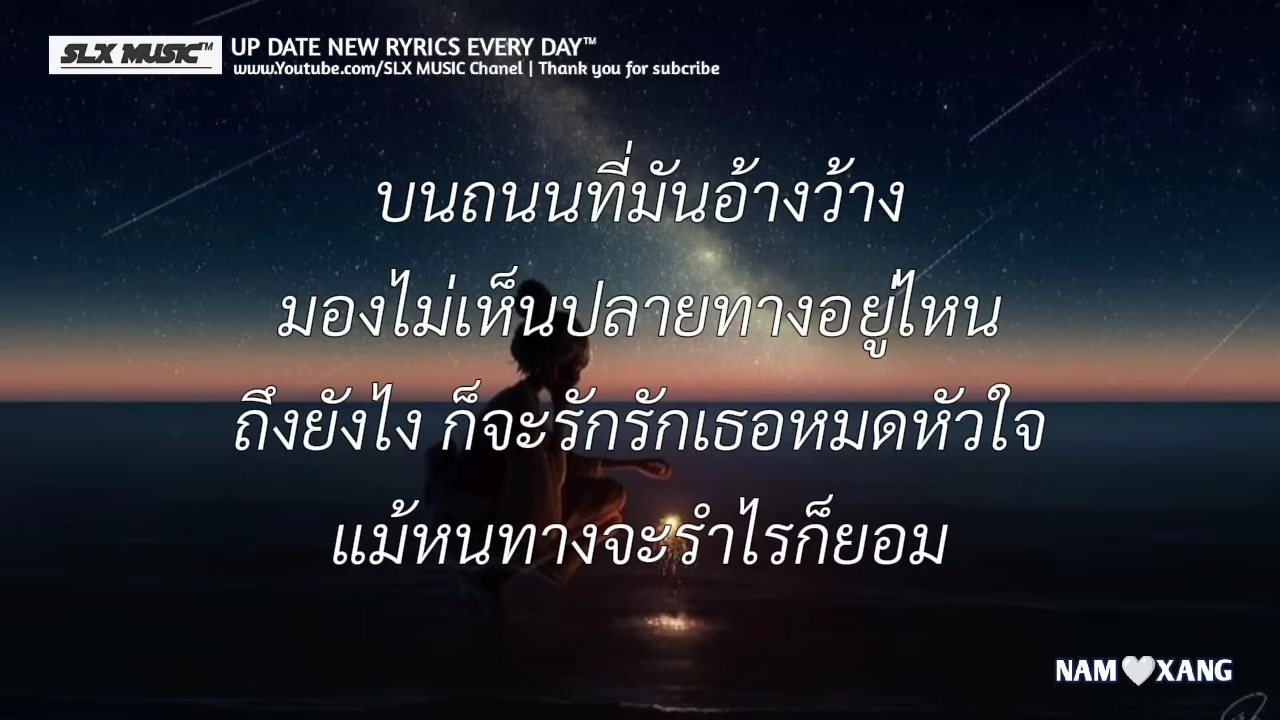 SLX MUSIC™
UP DATE NEW RYRICS EVERY DAY™
www.Youtube.com/SLX MUSIC Chanel | Thank you for subcribe
บนถนนที่มันอ้างว้าง
มองไม่เห็นปลายทางอยู่ไหน
ถึงยังไง ก็จะรักรักเธอหมดหัวใจ
แม้หนทางจะรำไรก็ยอม
NAM🤍XANG